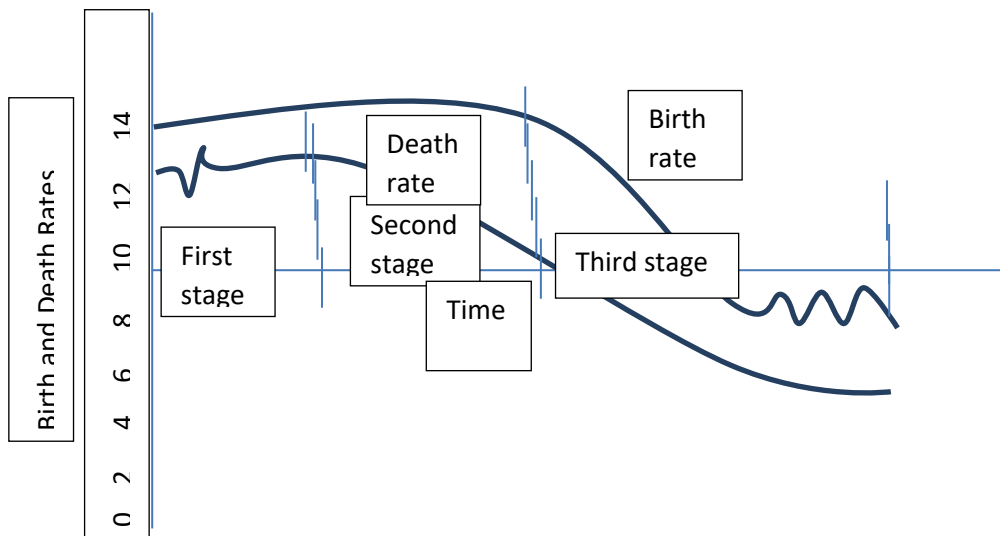 Birth and Death Rates
14
12
10
8
6
4
2
0
Birth
rate
Death
rate
First
stage
Second
stage
Third stage
Time